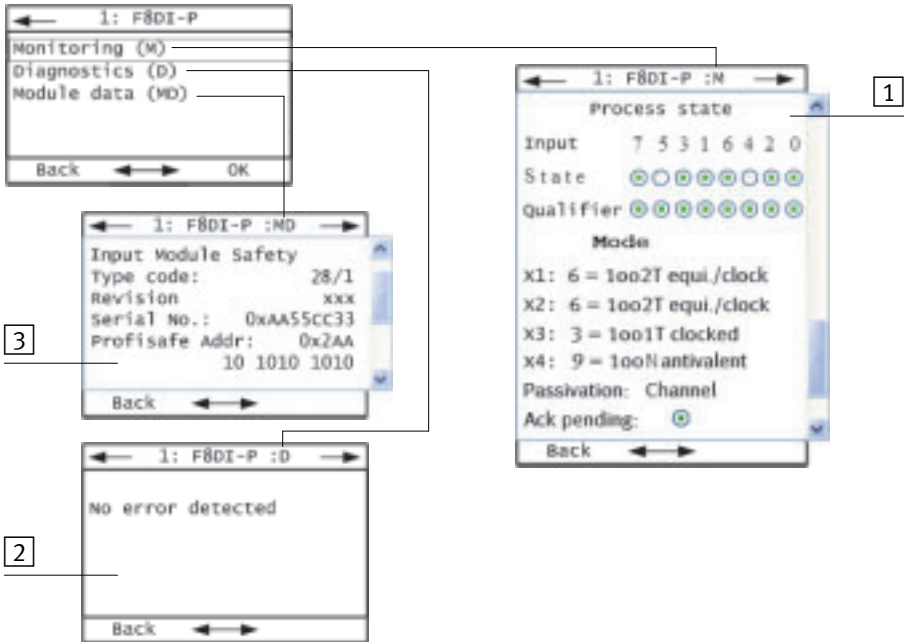 1: F8DI-P
Monitoring (M)
Diagnostics (D)
Module data (MD)
Back OK
1: F8DI-P :M
Process state
Input 7 5 3 1 6 4 2 0
State
Qualifier
Mode
X1: 6 = 1oo2T equi./clock
X2: 6 = 1oo2T equi./clock
X3: 3 = 1oo1T clocked
X4: 9 = 1ooN antivalent
Passivation: Channel
Ack pending:
Back
1
1: F8DI-P :MD
Input Module Safety
Type code: 28/1
Revision xxx
Serial No.: 0xAA55CC33
Profisafe Addr: 0x2AA
10 1010 1010
Back
3
1: F8DI-P :D
No error detected
Back
2